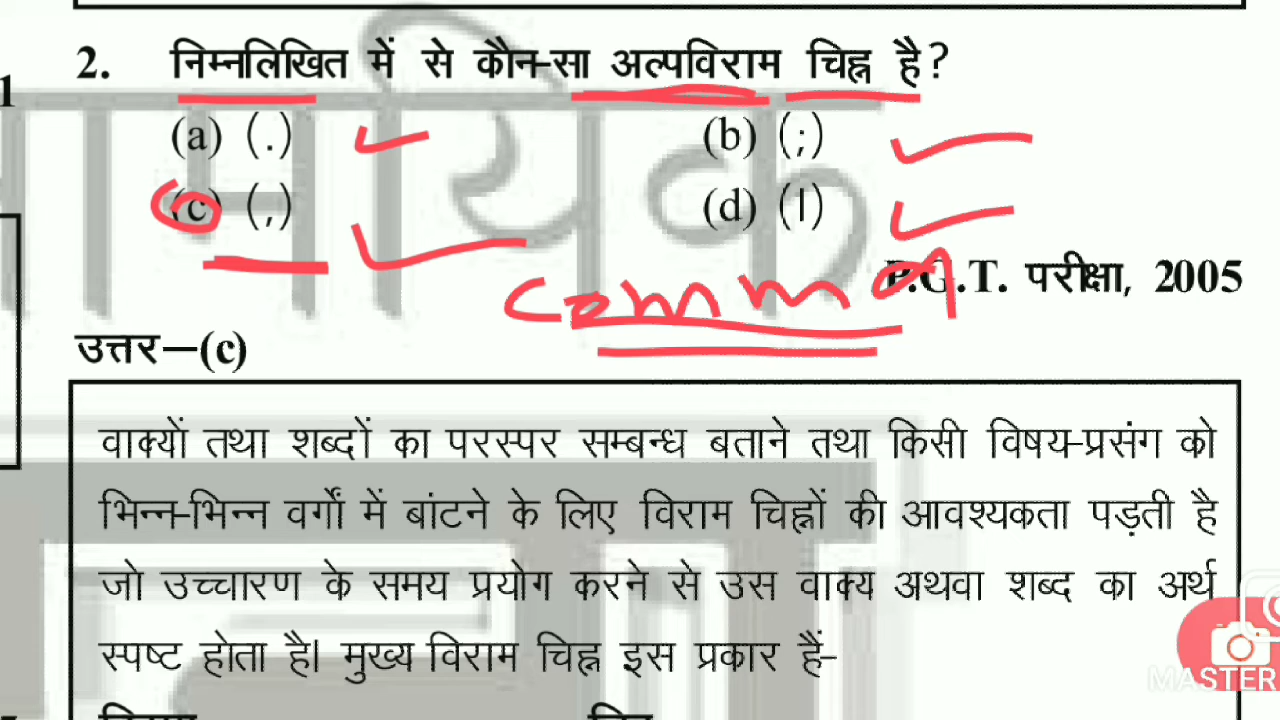 2. निम्नलिखित में से कौन-सा अल्पविराम चिह्न है?
(a) (.) (b) (;)
(c) (,) (d) (।)
comma
P.G.T. परीक्षा, 2005
उत्तर—(c)
वाक्यों तथा शब्दों का परस्पर सम्बन्ध बताने तथा किसी विषय-प्रसंग को
भिन्न-भिन्न वर्गों में बांटने के लिए विराम चिह्नों की आवश्यकता पड़ती है
जो उच्चारण के समय प्रयोग करने से उस वाक्य अथवा शब्द का अर्थ
स्पष्ट होता है। मुख्य विराम चिह्न इस प्रकार हैं-
MASTER